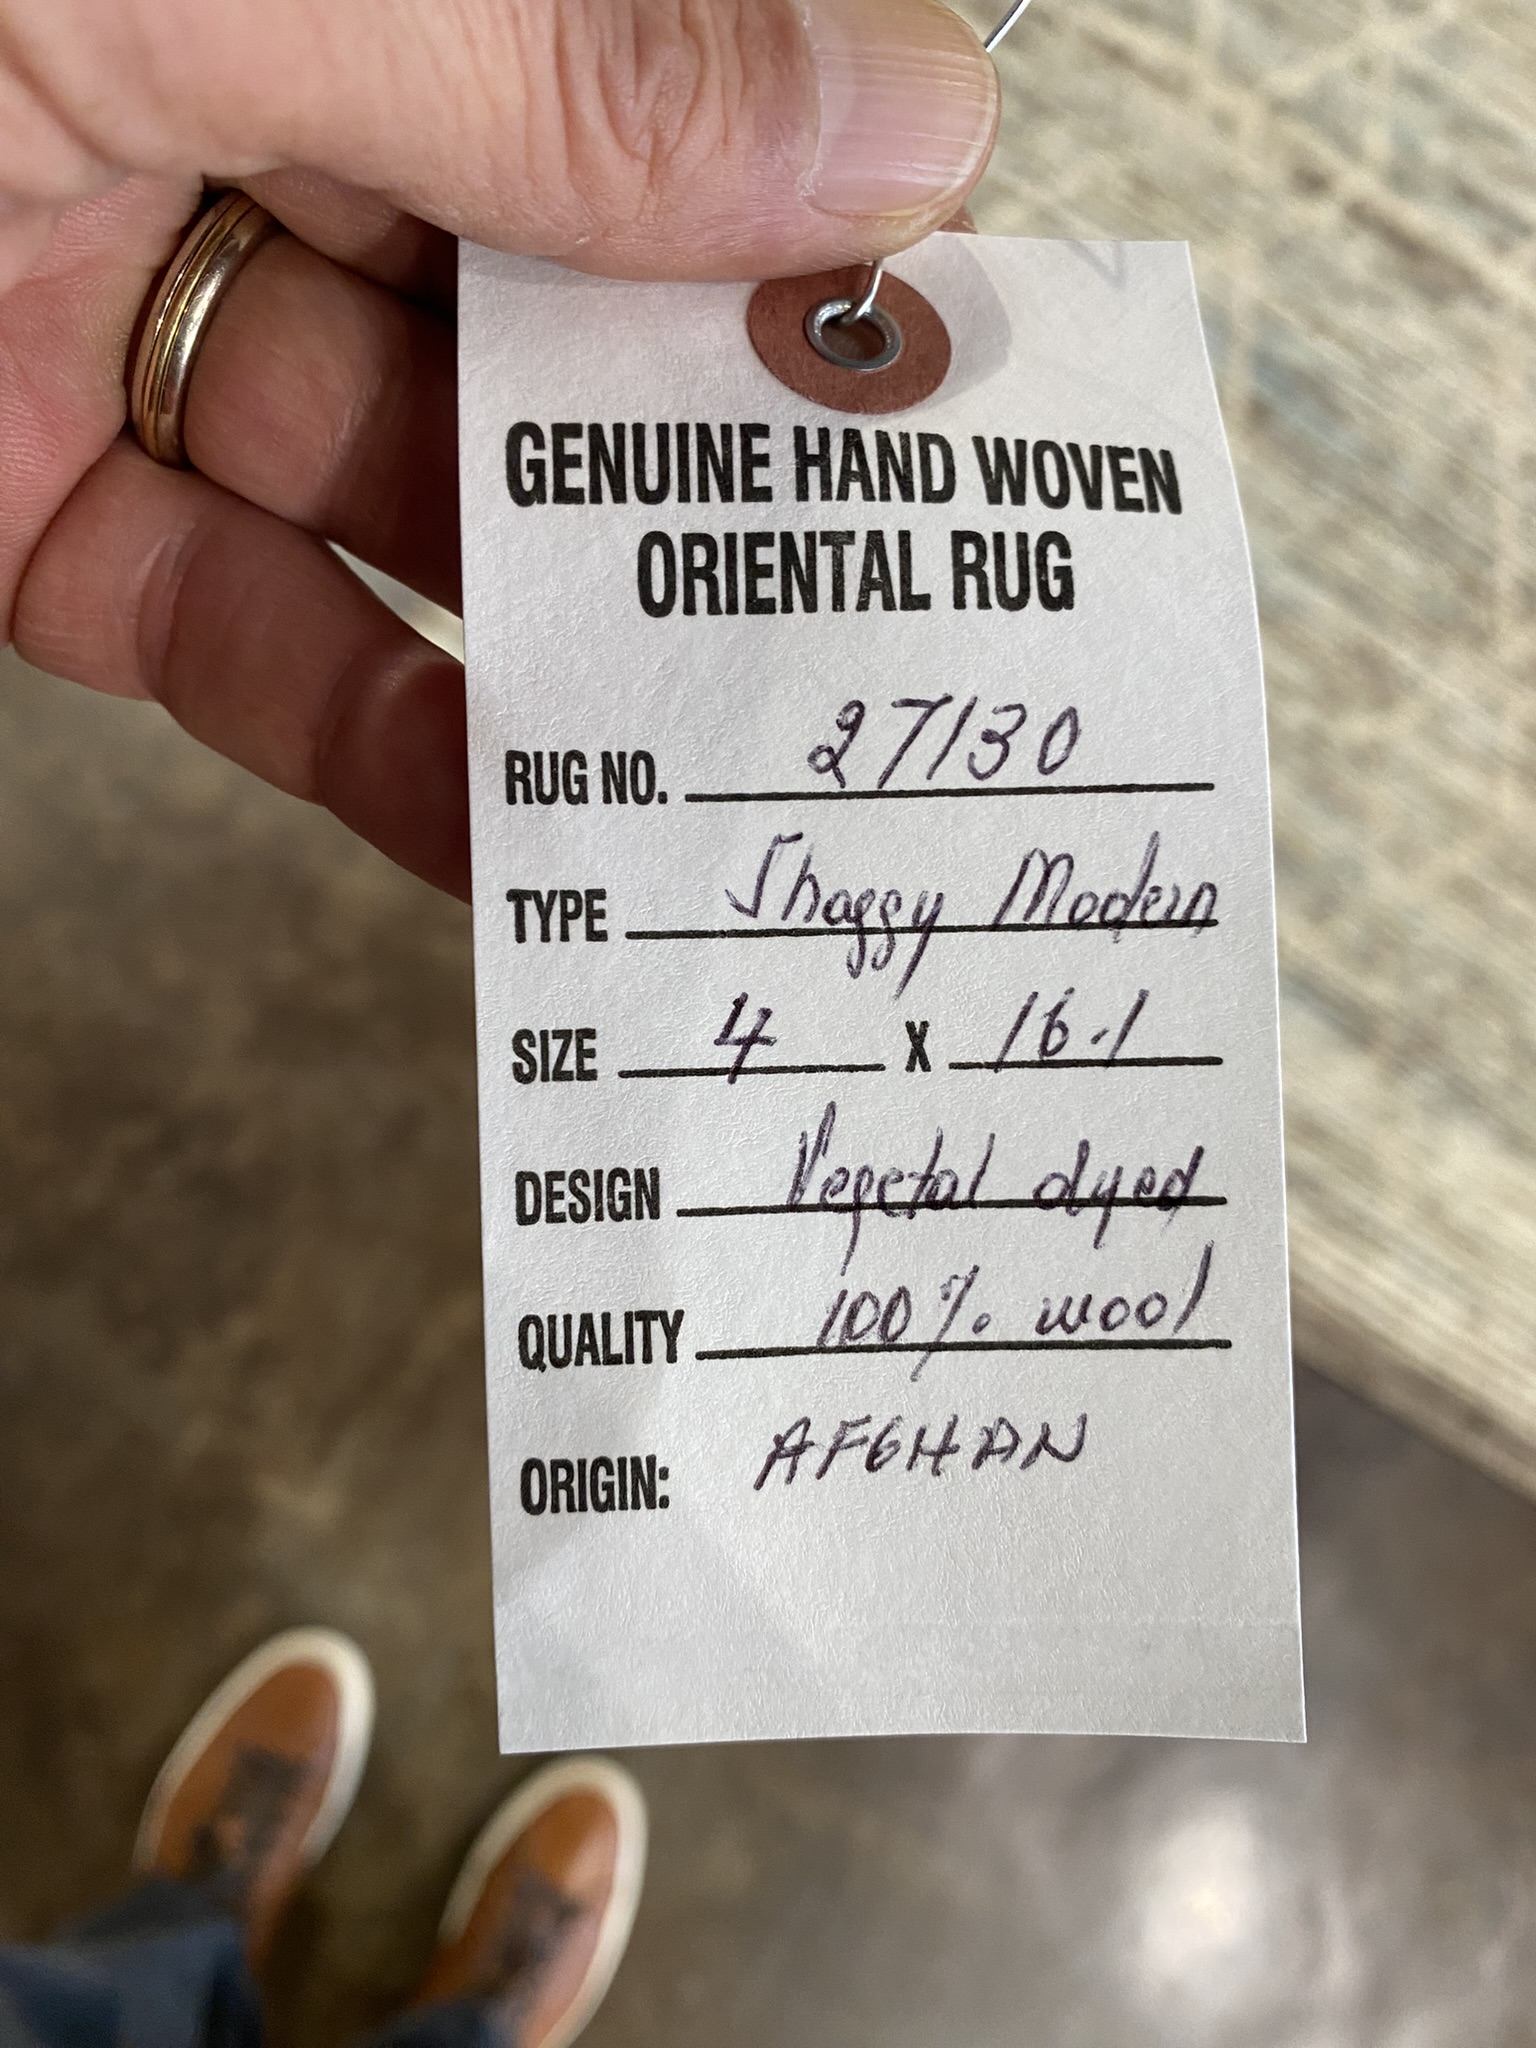 GENUINE HAND WOVEN
ORIENTAL RUG
RUG NO. 27130
TYPE Shaggy Modern
SIZE 4 X 16.1
DESIGN Vegetal dyed
QUALITY 100% wool
ORIGIN: AFGHAN